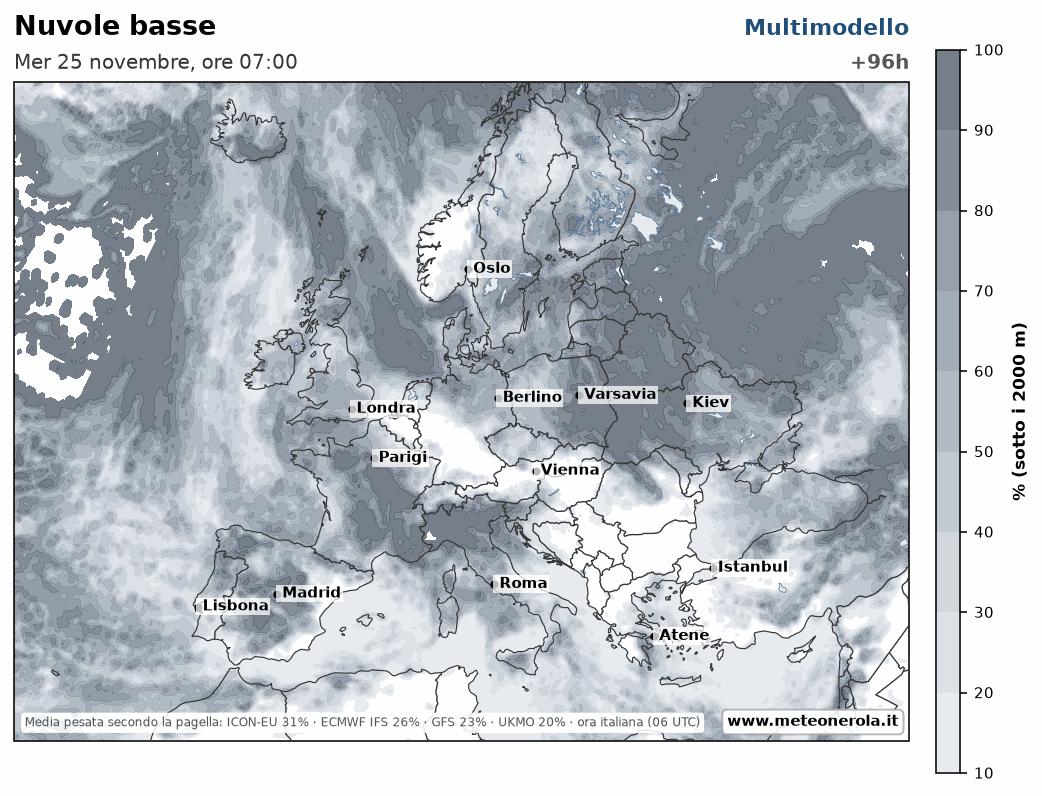 Nuvole basse
Multimodello
Mer 25 novembre, ore 07:00
+96h
100
90
80
70
60
50
40
30
20
10
% (sotto i 2000 m)
Oslo
Berlino
Varsavia
Kiev
Londra
Parigi
Vienna
Istanbul
Roma
Madrid
Lisbona
Atene
Media pesata secondo la pagella: ICON-EU 31% · ECMWF IFS 26% · GFS 23% · UKMO 20% · ora italiana (06 UTC)
www.meteonerola.it